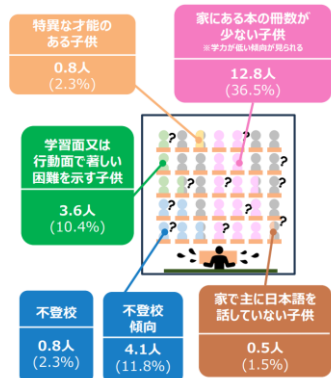 特異な才能の
ある子供
0.8人
(2.3%)
家にある本の冊数が
少ない子供
※学力が低い傾向が見られる
12.8人
(36.5%)
学習面又は
行動面で著しい
困難を示す子供
3.6人
(10.4%)
不登校
0.8人
(2.3%)
不登校
傾向
4.1人
(11.8%)
家で主に日本語を
話していない子供
0.5人
(1.5%)
? ? ?
? ?
? ?
? ? ?
? ? ?